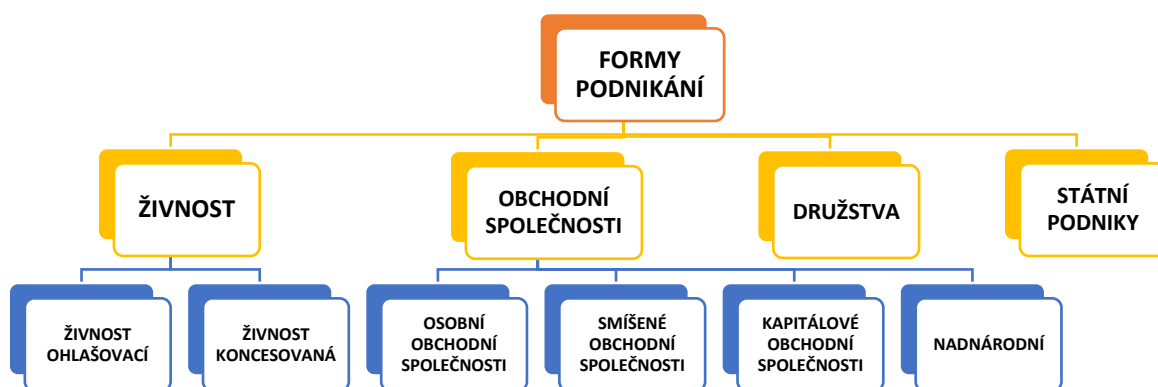 FORMY
PODNIKÁNÍ
ŽIVNOST
OBCHODNÍ
SPOLEČNOSTI
DRUŽSTVA
STÁTNÍ
PODNIKY
ŽIVNOST
OHLAŠOVACÍ
ŽIVNOST
KONCESOVANÁ
OSOBNÍ
OBCHODNÍ
SPOLEČNOSTI
SMÍŠENÉ
OBCHODNÍ
SPOLEČNOSTI
KAPITÁLOVÉ
OBCHODNÍ
SPOLEČNOSTI
NADNÁRODNÍ